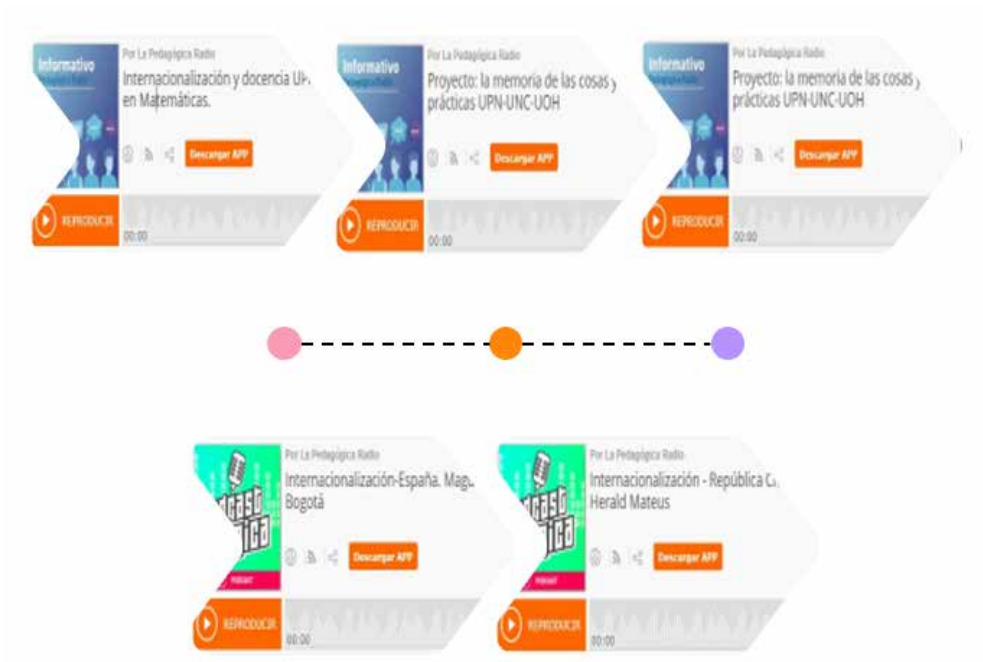 Informativo
Por La Pedagógica Radio
Internacionalización y docencia UP
en Matemáticas.
Descargar APP
REPRODUCIR
00:00
Informativo
Por La Pedagógica Radio
Proyecto: la memoria de las cosas y
prácticas UPN-UNC-UOH
Descargar APP
REPRODUCIR
00:00
Informativo
Por La Pedagógica Radio
Proyecto: la memoria de las cosas y
prácticas UPN-UNC-UOH
Descargar APP
REPRODUCIR
00:00
Por La Pedagógica Radio
Internacionalización-España. Mag
Bogotá
Descargar APP
PODCAST
REPRODUCIR
00:00
Por La Pedagógica Radio
Internacionalización - República C
Herald Mateus
Descargar APP
PODCAST
REPRODUCIR
00:00